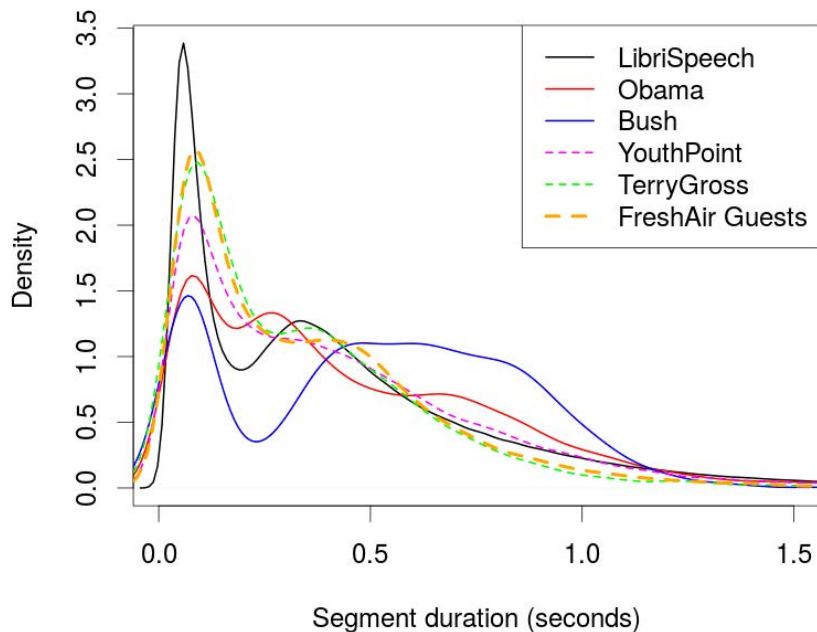 3.5
3.0
2.5
2.0
1.5
1.0
0.5
0.0
Density
LibriSpeech
Obama
Bush
YouthPoint
TerryGross
FreshAir Guests
0.0 0.5 1.0 1.5
Segment duration (seconds)